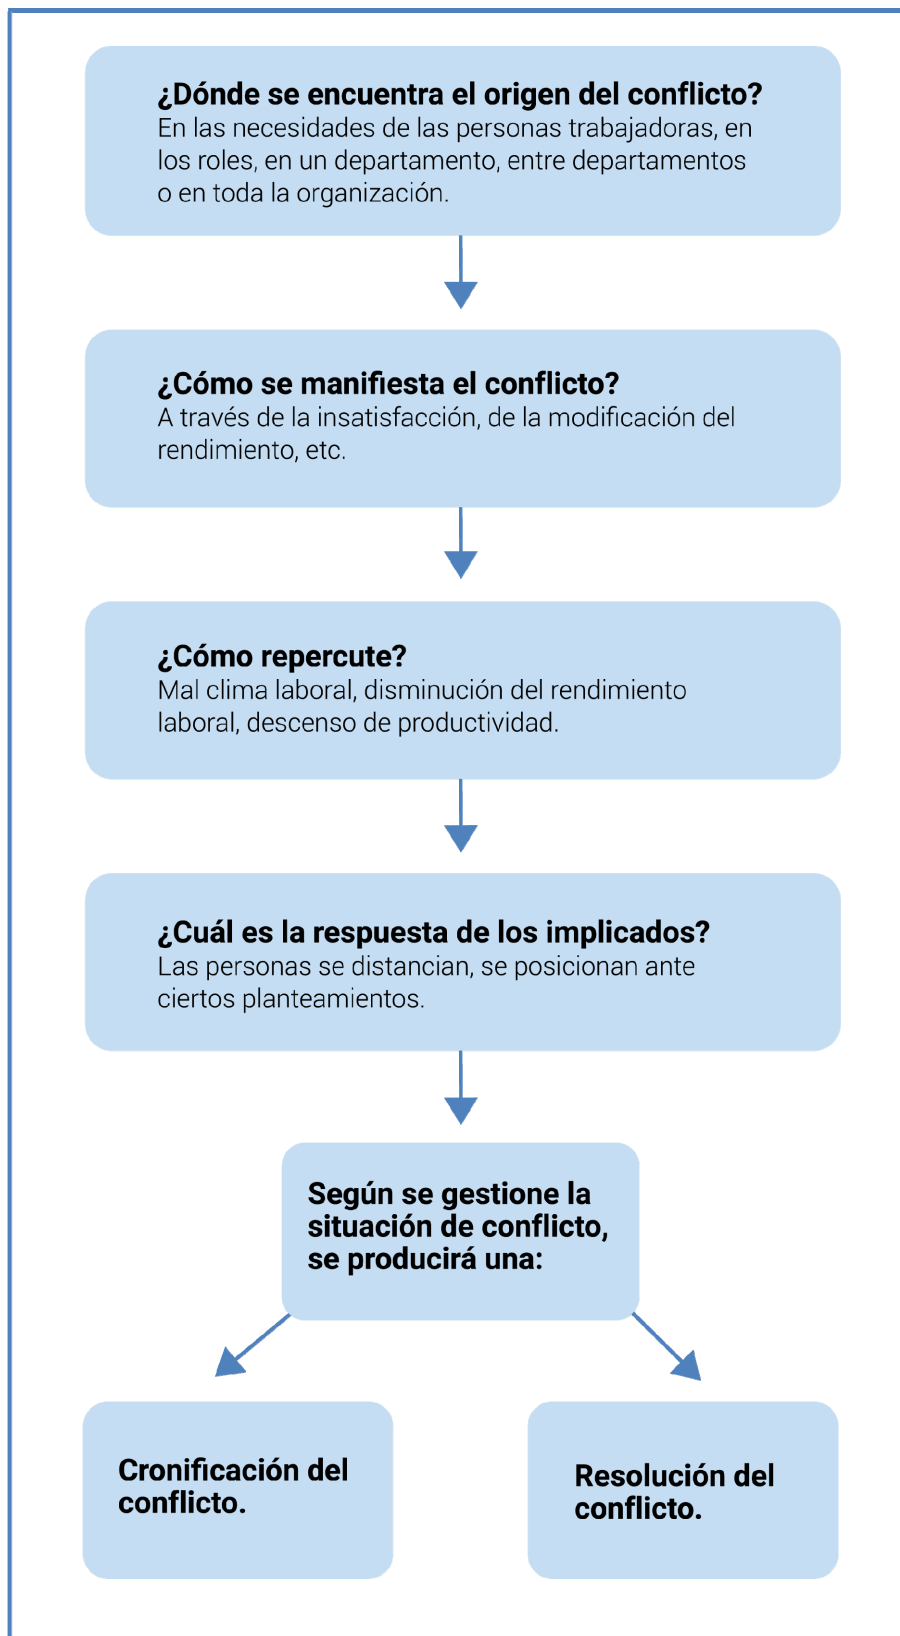 ¿Dónde se encuentra el origen del conflicto?
En las necesidades de las personas trabajadoras, en
los roles, en un departamento, entre departamentos
o en toda la organización.
¿Cómo se manifiesta el conflicto?
A través de la insatisfacción, de la modificación del
rendimiento, etc.
¿Cómo repercute?
Mal clima laboral, disminución del rendimiento
laboral, descenso de productividad.
¿Cuál es la respuesta de los implicados?
Las personas se distancian, se posicionan ante
ciertos planteamientos.
Según se gestione la
situación de conflicto,
se producirá una:
Cronificación del
conflicto.
Resolución del
conflicto.